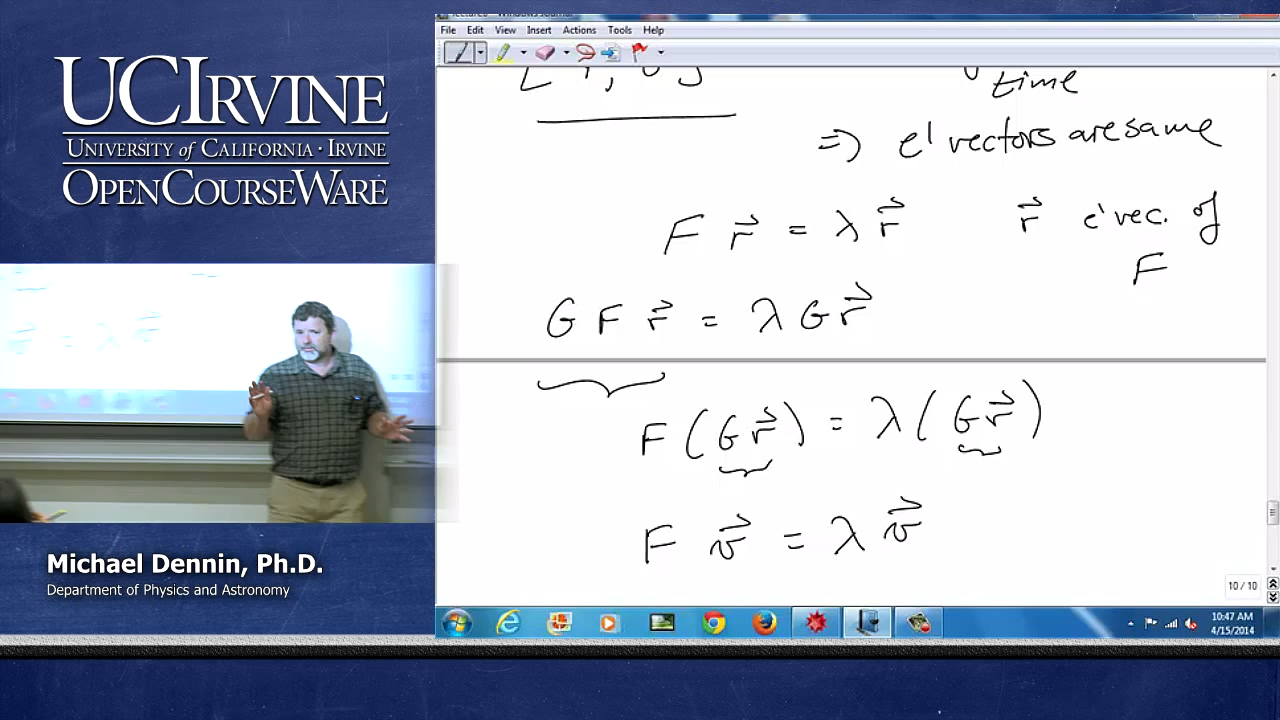 UCIRVINE
UNIVERSITY of CALIFORNIA · IRVINE
OPENCOURSEWARE
Michael Dennin, Ph.D.
Department of Physics and Astronomy
File Edit View Insert Actions Tools Help
time
=> e' vectors are same
F r⃗ = λ r⃗ r⃗ e' vec. of
F
G F r⃗ = λ G r⃗
F (G r⃗) = λ (G r⃗)
F v⃗ = λ v⃗
10 / 10
10:47 AM
4/15/2014